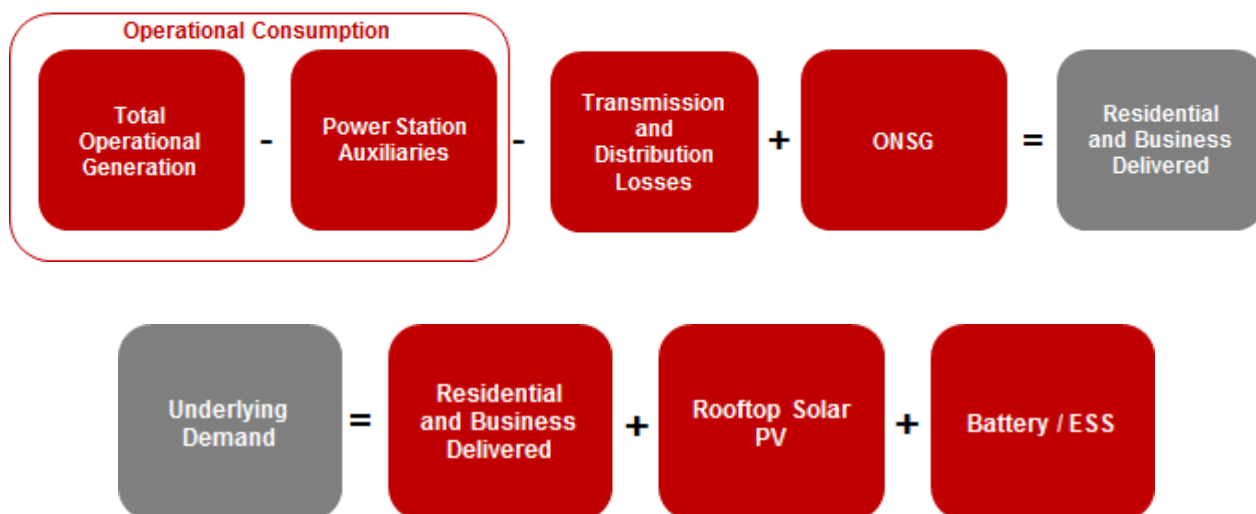 Operational Consumption
Total
Operational
Generation
-
Power Station
Auxiliaries
-
Transmission
and
Distribution
Losses
+
ONSG
=
Residential
and Business
Delivered
Underlying
Demand
=
Residential
and Business
Delivered
+
Rooftop Solar
PV
+
Battery / ESS